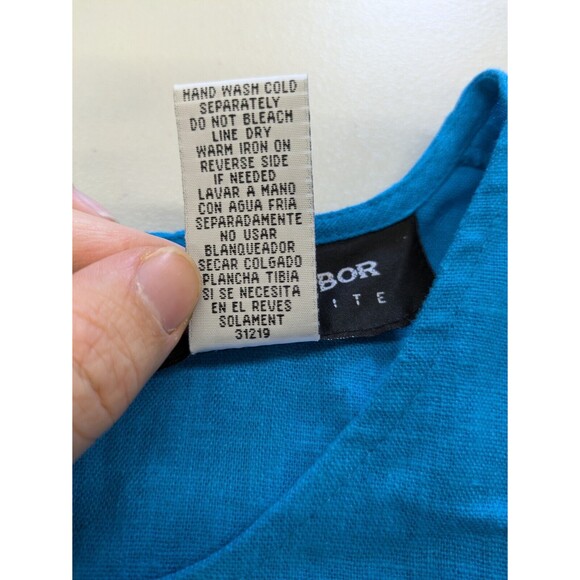 HAND WASH COLD
SEPARATELY
DO NOT BLEACH
LINE DRY
WARM IRON ON
REVERSE SIDE
IF NEEDED
LAVAR A MANO
CON AGUA FRIA
SEPARADAMENTE
NO USAR
BLANQUEADOR
SECAR COLGADO
PLANCHA TIBIA
SI SE NECESITA
EN EL REVES
SOLAMENT
31219
BOR
ITE